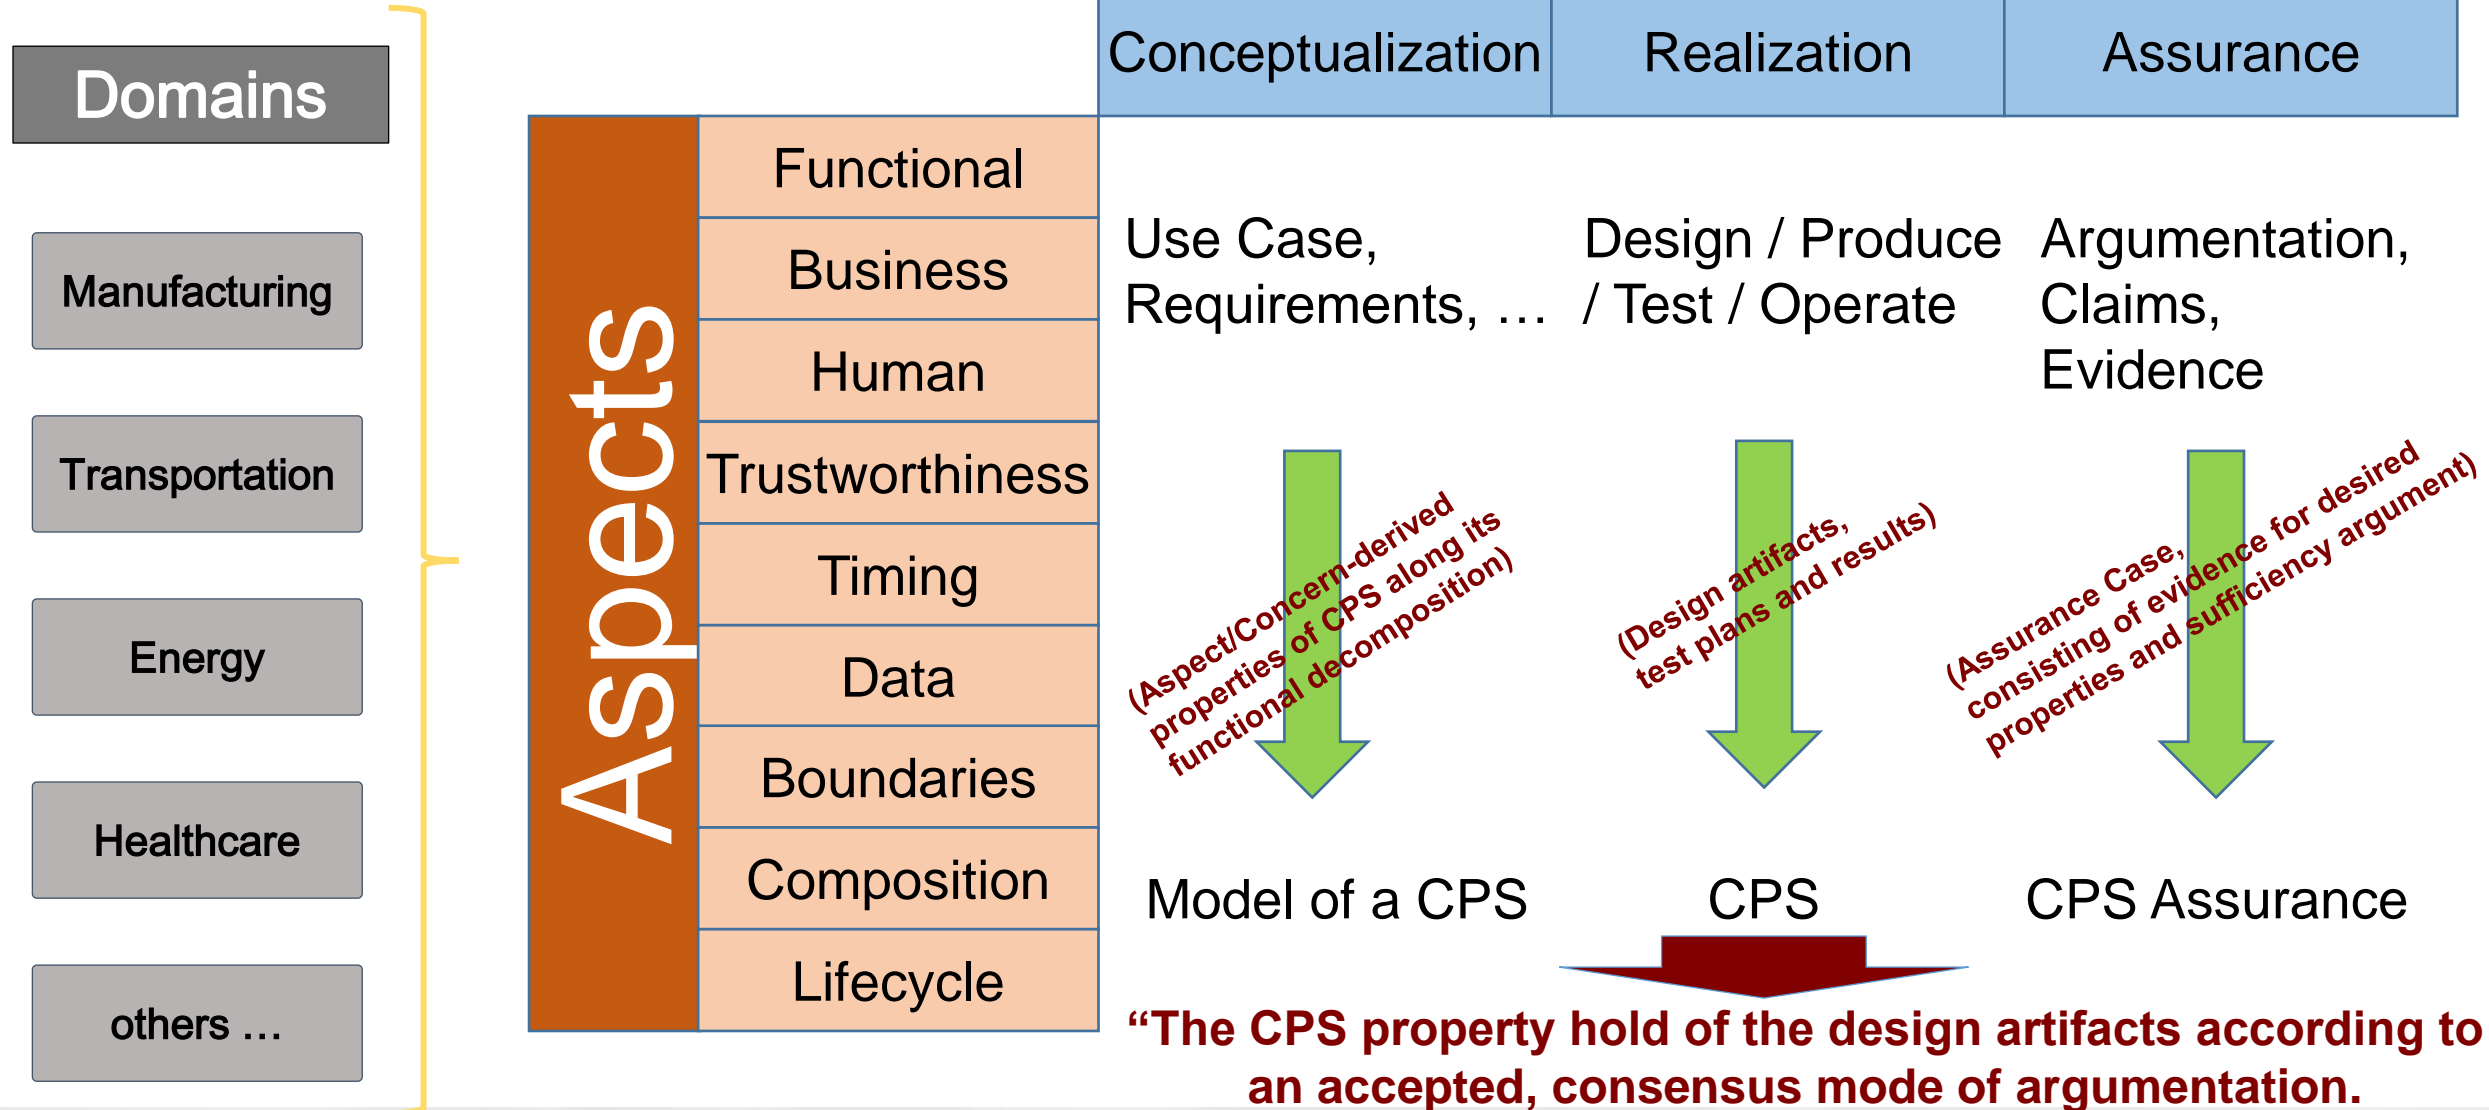 Domains
Manufacturing
Transportation
Energy
Healthcare
others …
Aspects
Functional
Business
Human
Trustworthiness
Timing
Data
Boundaries
Composition
Lifecycle
Conceptualization
Realization
Assurance
Use Case,
Requirements, …
Design / Produce
/ Test / Operate
Argumentation,
Claims,
Evidence
(Aspect/Concern-derived
properties of CPS along its
functional decomposition)
(Design artifacts,
test plans and results)
(Assurance Case,
consisting of evidence for desired
properties and sufficiency argument)
Model of a CPS
CPS
CPS Assurance
“The CPS property hold of the design artifacts according to
an accepted, consensus mode of argumentation.